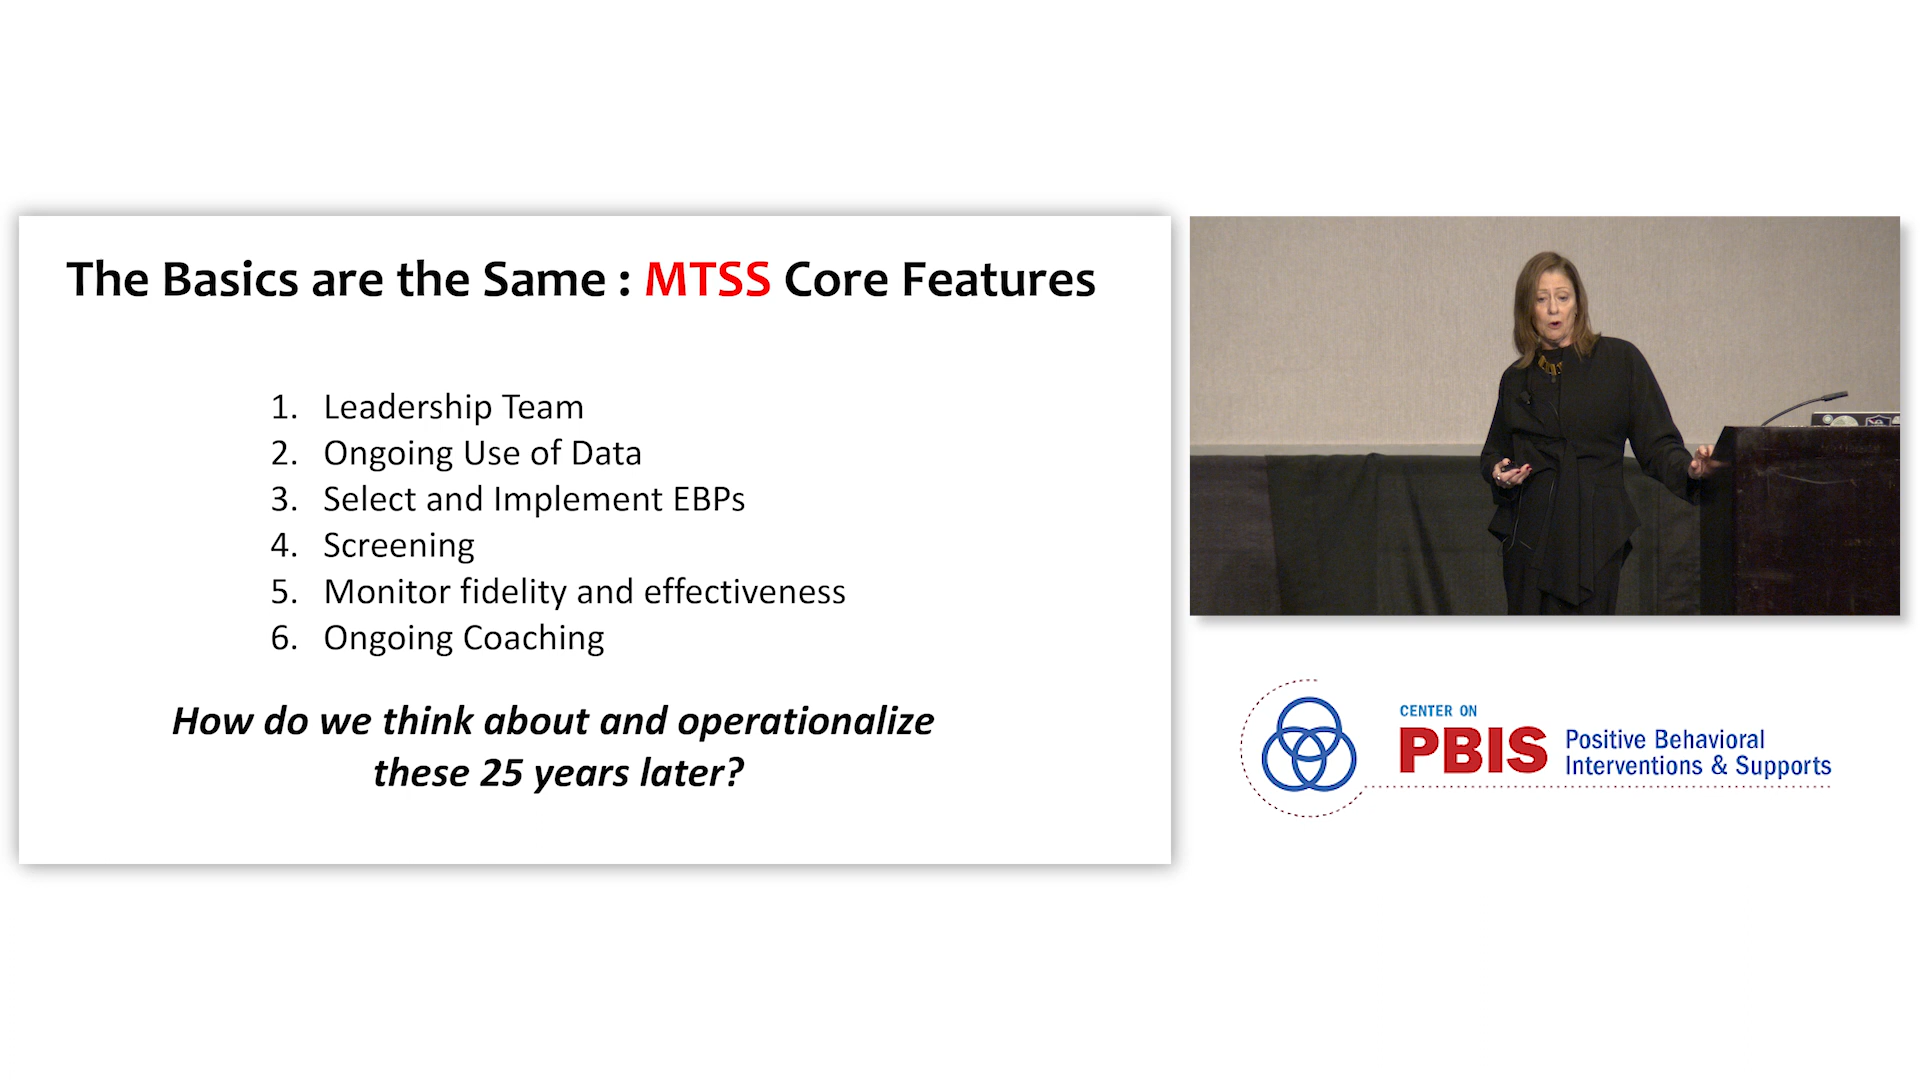 The Basics are the Same : MTSS Core Features
1. Leadership Team
2. Ongoing Use of Data
3. Select and Implement EBPs
4. Screening
5. Monitor fidelity and effectiveness
6. Ongoing Coaching
How do we think about and operationalize
these 25 years later?
CENTER ON
PBIS
Positive Behavioral
Interventions & Supports